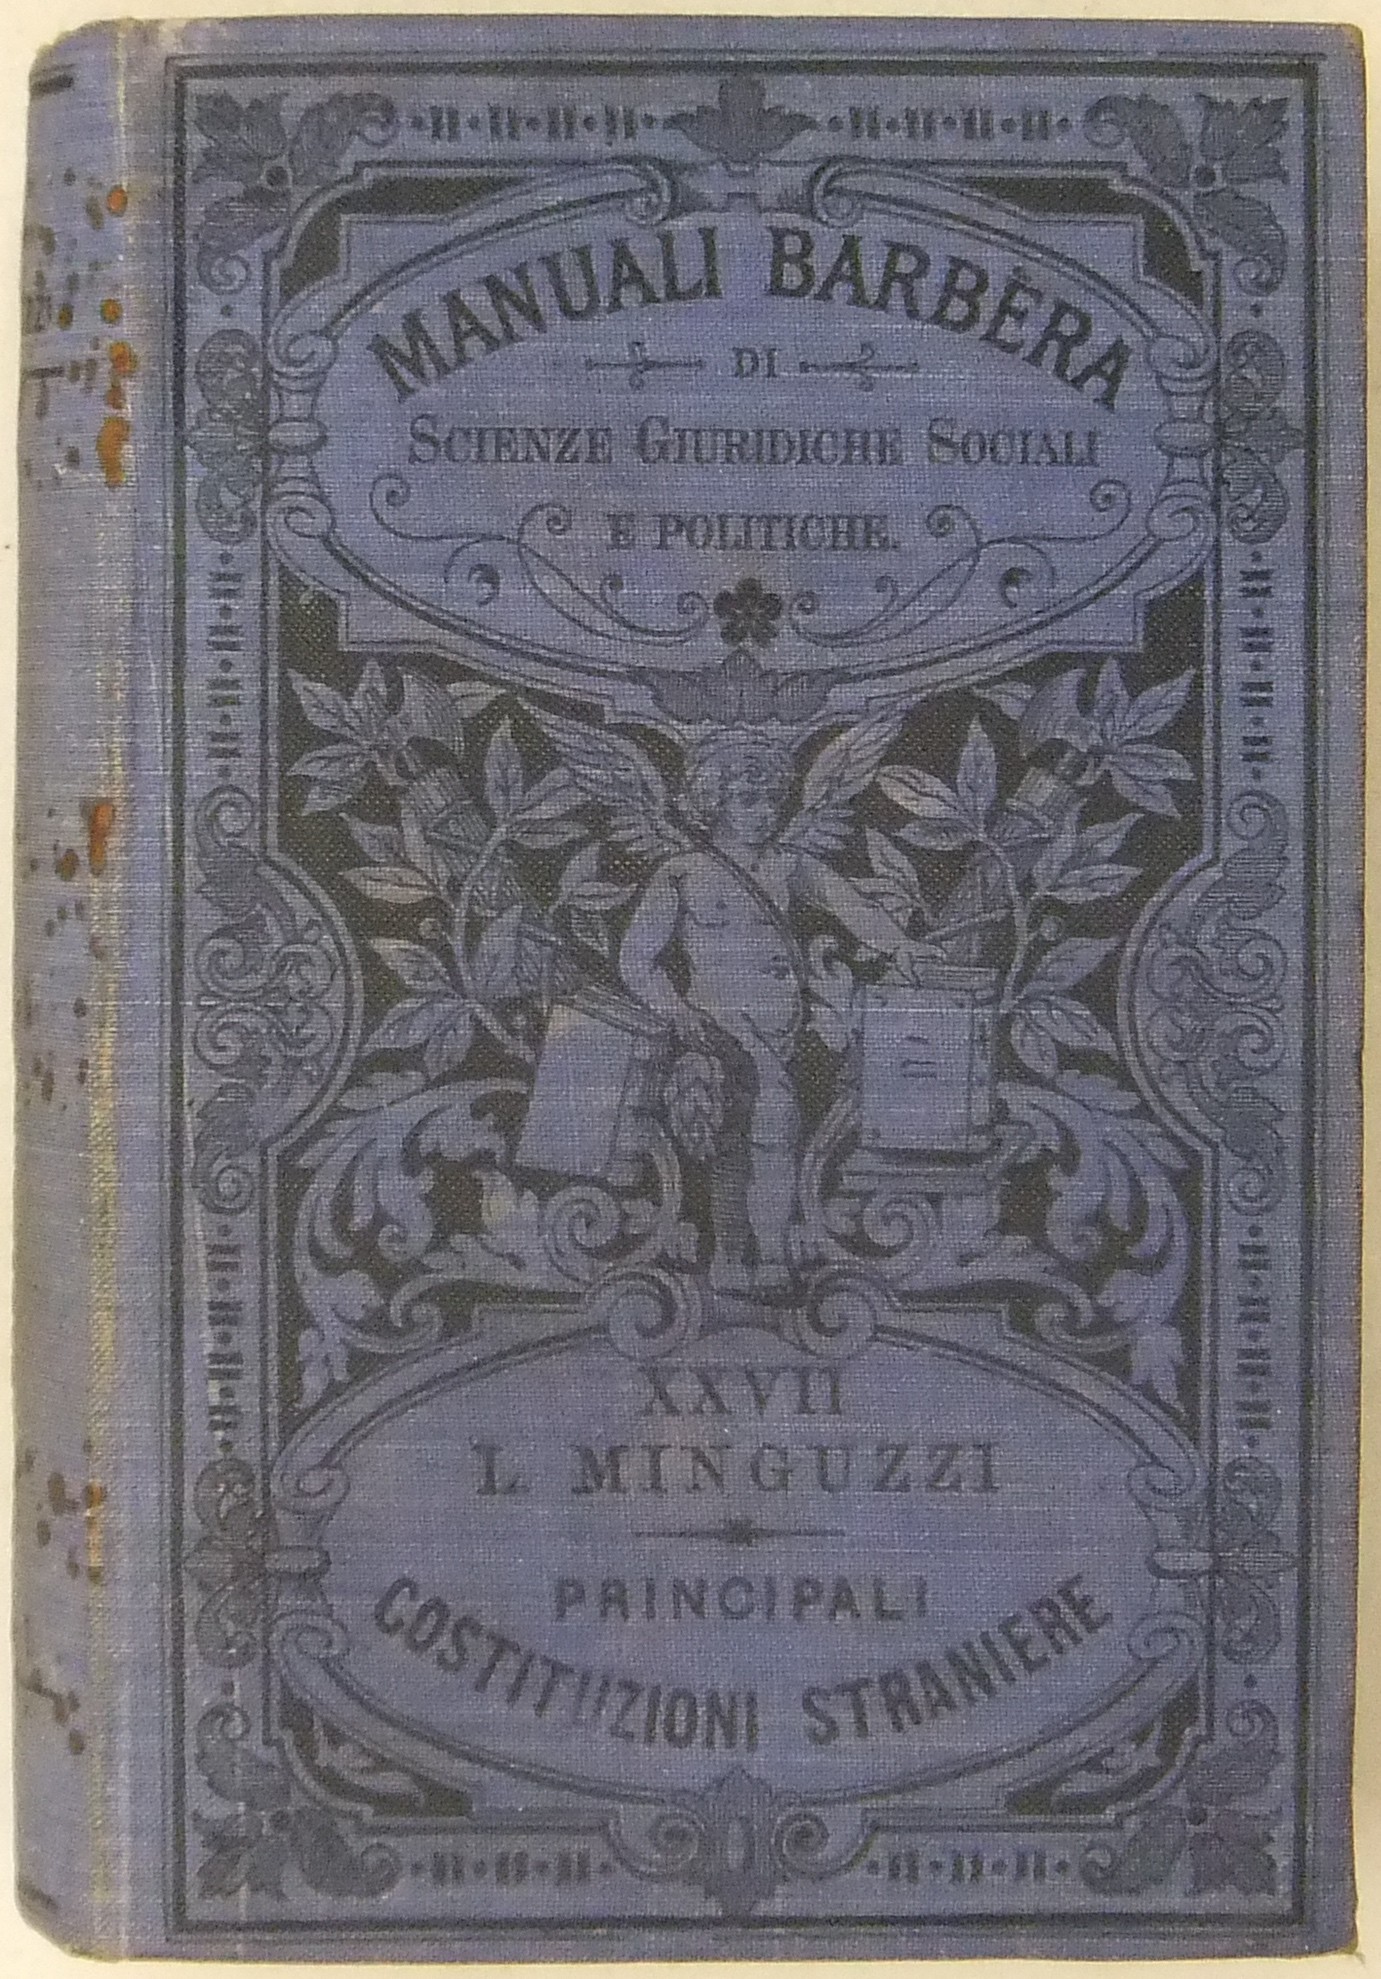 MANUALI BARBÈRA
DI
SCIENZE GIURIDICHE SOCIALI
E POLITICHE.
XXVII
L. MINGUZZI
PRINCIPALI
COSTITUZIONI STRANIERE